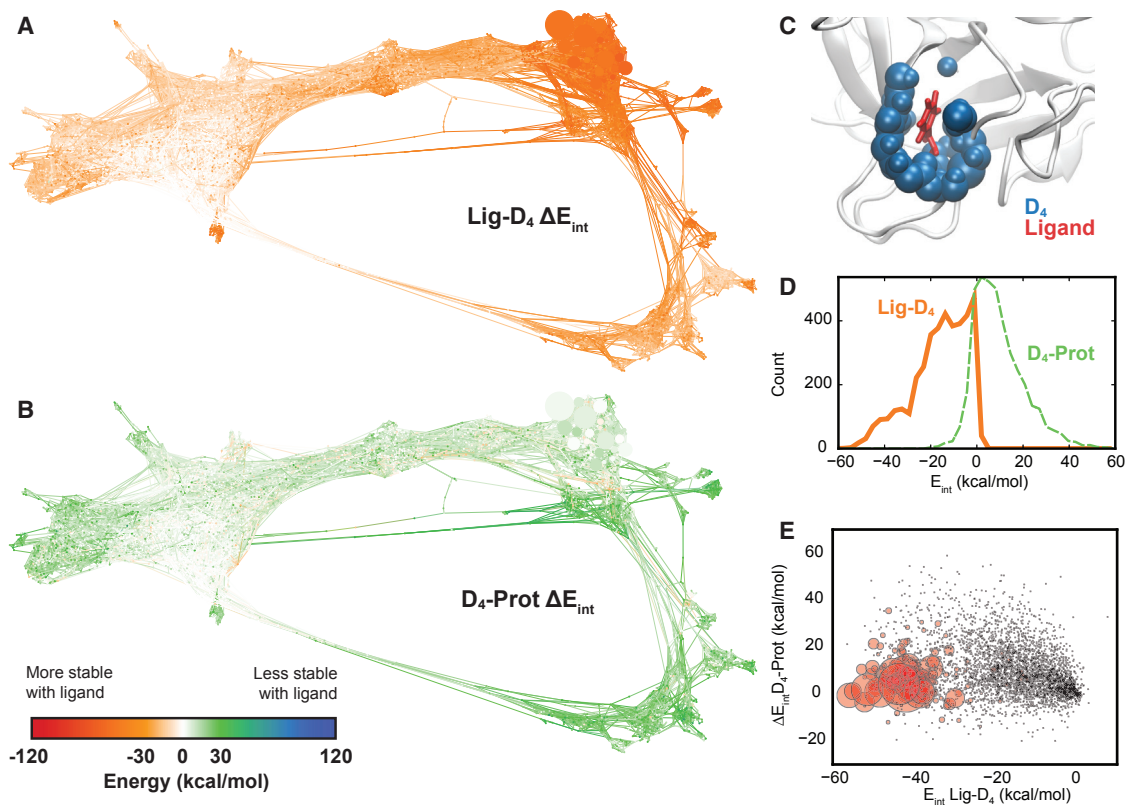 A
Lig-D₄ ΔE_int
B
D₄-Prot ΔE_int
More stable
with ligand
Less stable
with ligand
-120 -30 0 30 120
Energy (kcal/mol)
C
D₄
Ligand
D
Lig-D₄
D₄-Prot
Count
400
200
0
−60 −40 −20 0 20 40 60
E_int (kcal/mol)
E
ΔE_int D₄-Prot (kcal/mol)
60
40
20
0
−20
−60 −40 −20 0
E_int Lig-D₄ (kcal/mol)